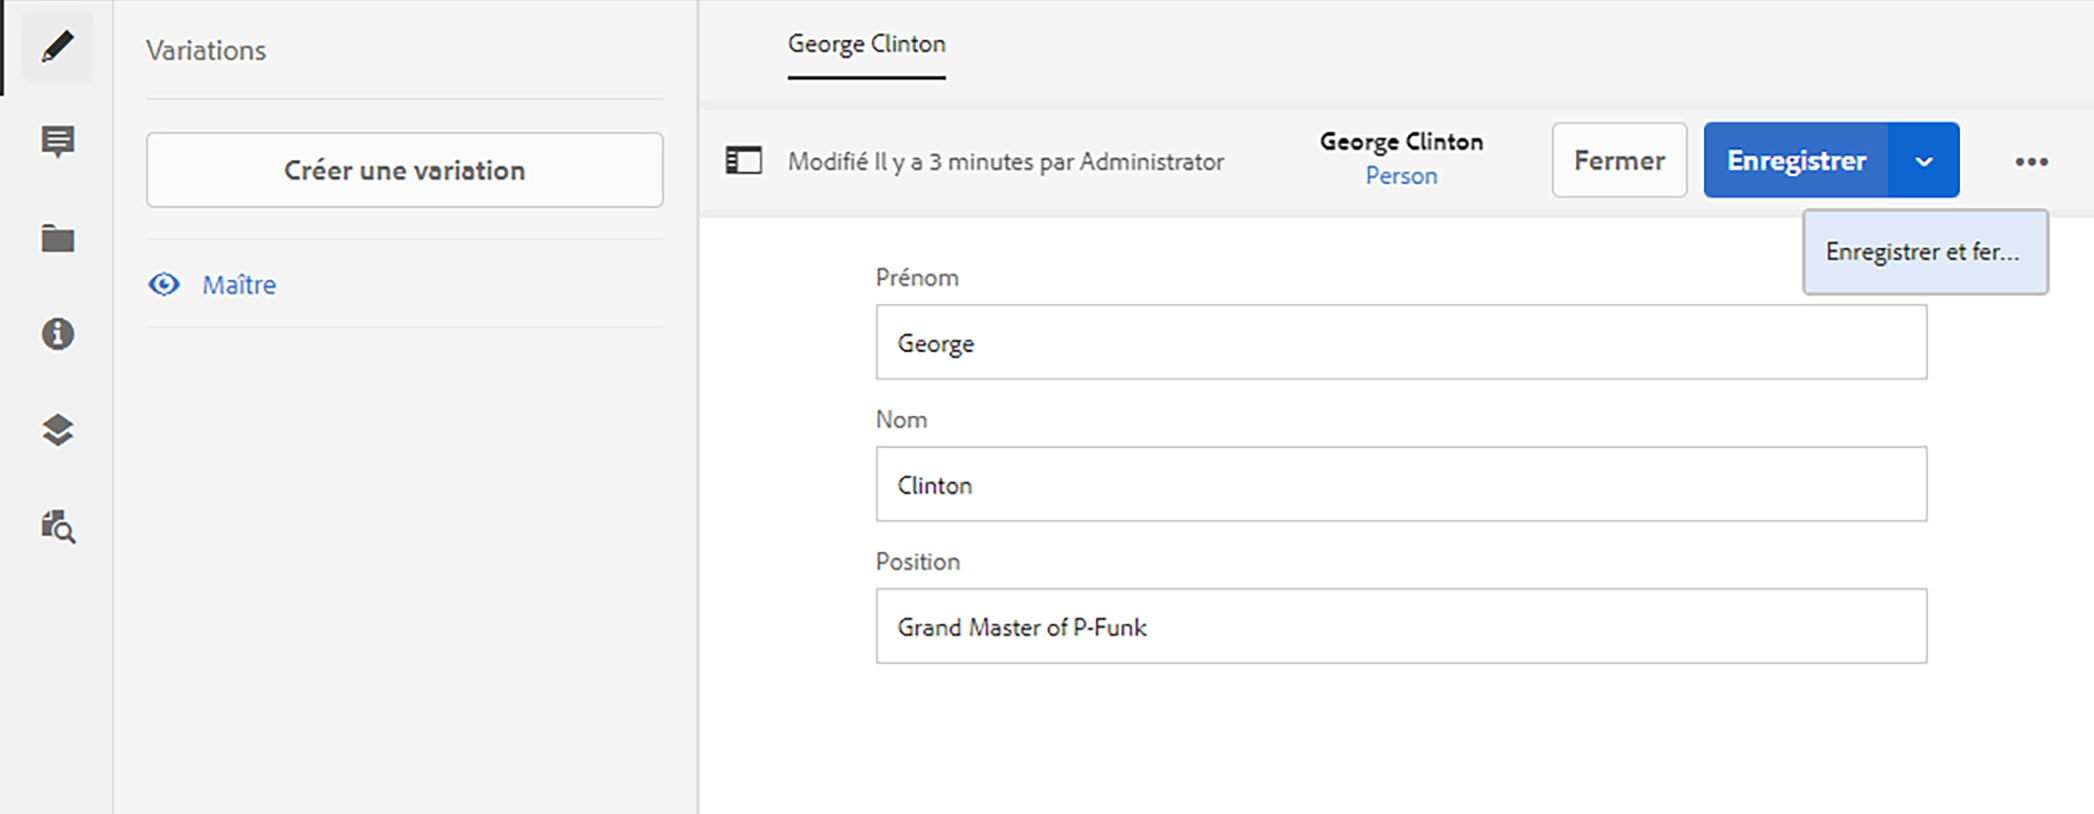 Variations
Créer une variation
Maître
George Clinton
Modifié Il y a 3 minutes par Administrator
George Clinton
Person
Fermer
Enregistrer
Enregistrer et fer...
Prénom
George
Nom
Clinton
Position
Grand Master of P-Funk